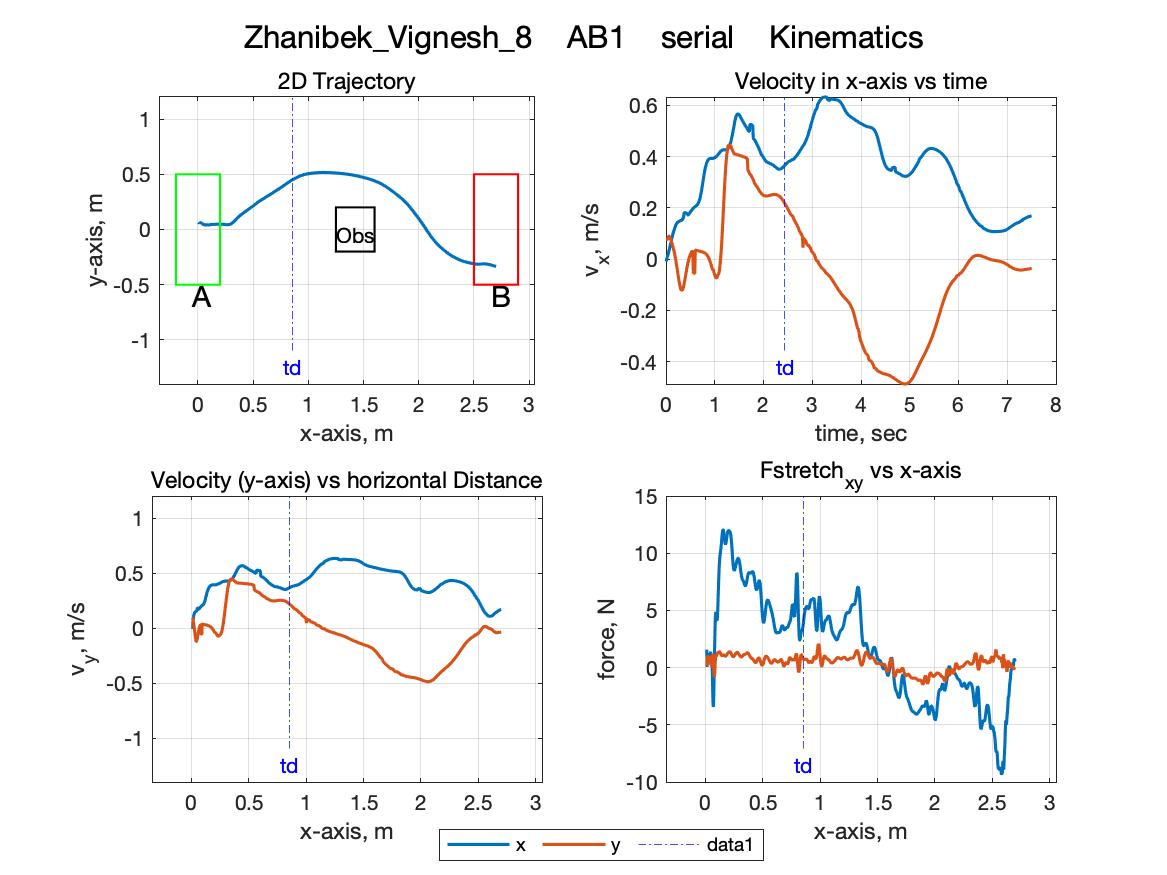 Zhanibek_Vignesh_8 AB1 serial Kinematics
2D Trajectory
1
0.5
0
-0.5
-1
y-axis, m
A
Obs
B
td
0 0.5 1 1.5 2 2.5 3
x-axis, m
Velocity in x-axis vs time
0.6
0.4
0.2
0
-0.2
-0.4
v_x, m/s
td
0 1 2 3 4 5 6 7 8
time, sec
Velocity (y-axis) vs horizontal Distance
1
0.5
0
-0.5
-1
v_y, m/s
td
0 0.5 1 1.5 2 2.5 3
x-axis, m
Fstretch_xy vs x-axis
15
10
5
0
-5
-10
force, N
td
0 0.5 1 1.5 2 2.5 3
x-axis, m
x y data1